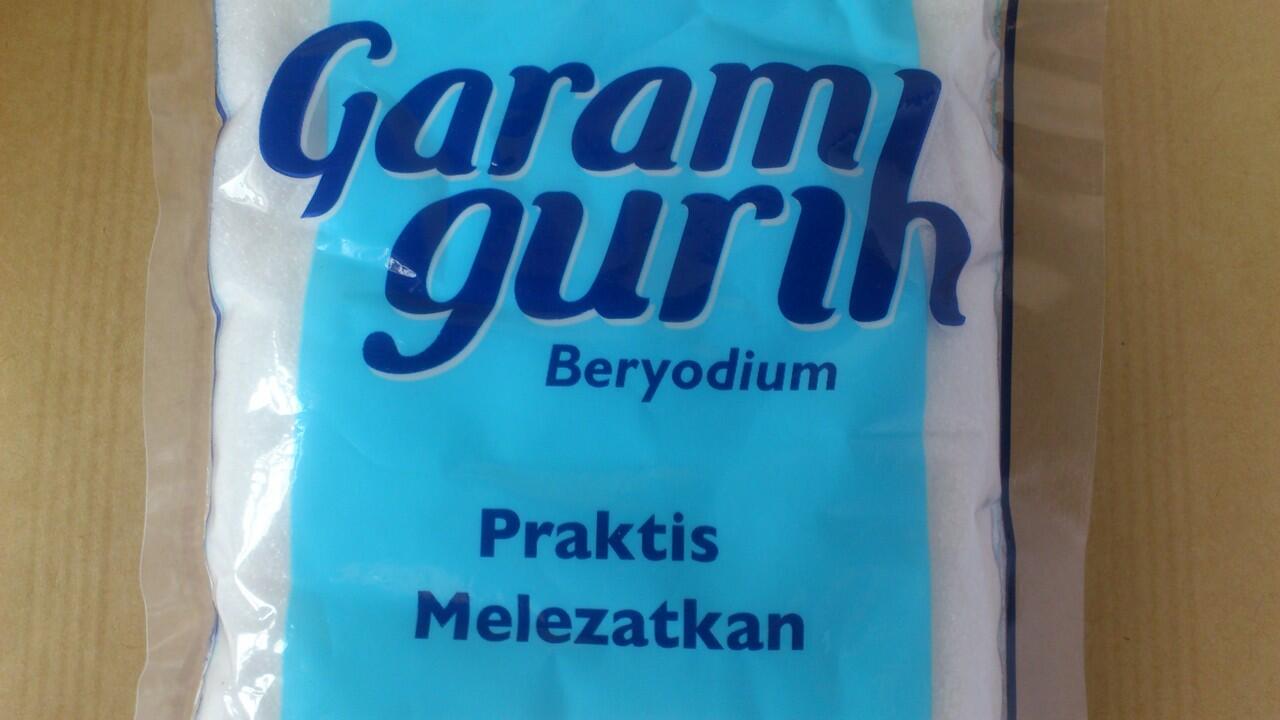 Garam
gurih
Beryodium
Praktis
Melezatkan